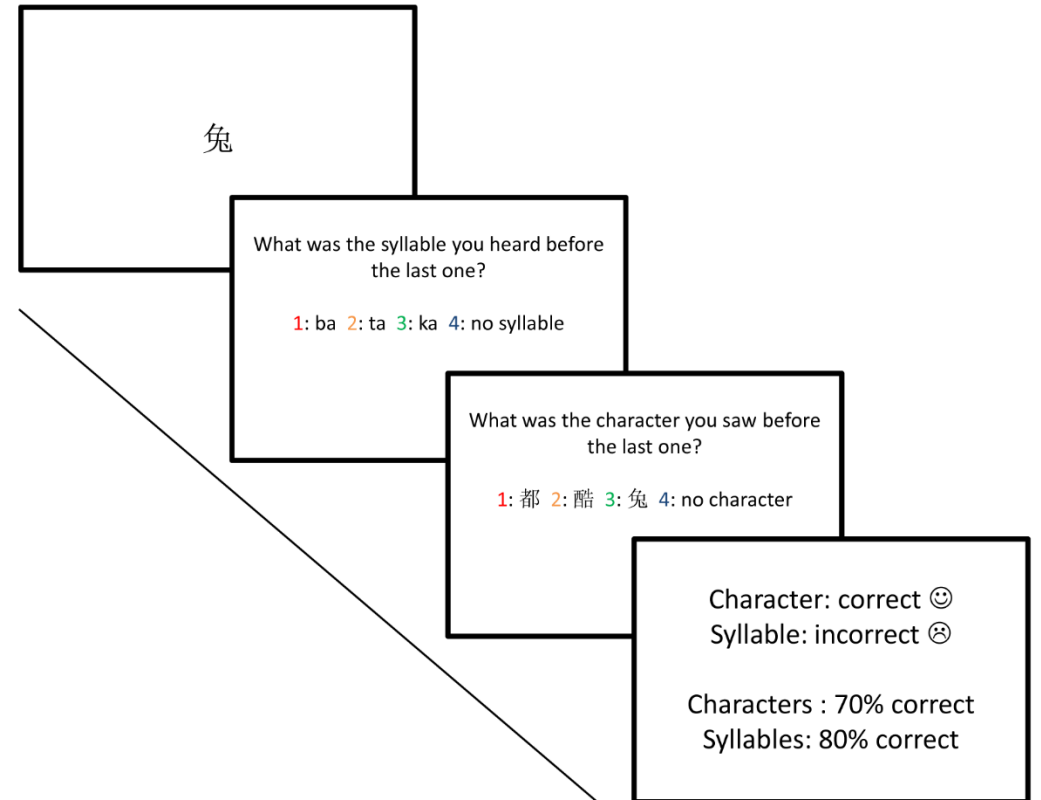 兔
What was the syllable you heard before
the last one?
1: ba 2: ta 3: ka 4: no syllable
What was the character you saw before
the last one?
1: 都 2: 酷 3: 兔 4: no character
Character: correct ☺
Syllable: incorrect ☹
Characters : 70% correct
Syllables: 80% correct